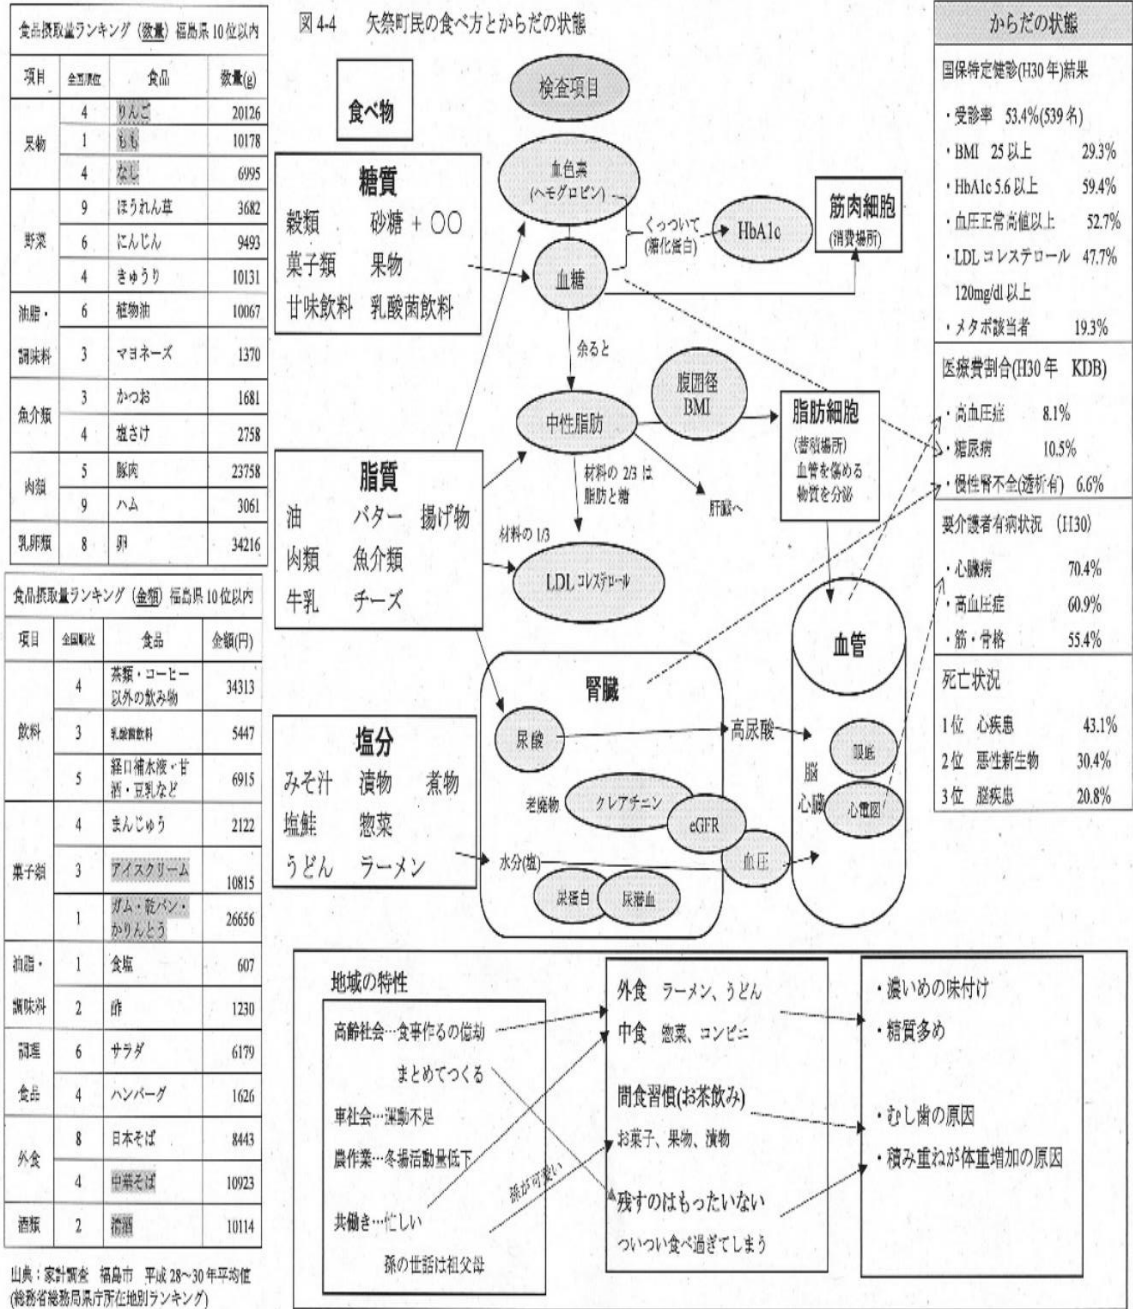 図 4-4 矢祭町民の食べ方とからだの状態
食品摂取量ランキング (数量) 福島県 10位以内
項目 全国順位 食品 数量(g)
果物
4 りんご 20126
1 もも 10178
4 なし 6995
野菜
9 ほうれん草 3682
6 にんじん 9493
4 きゅうり 10131
油脂・
調味料
6 植物油 10067
3 マヨネーズ 1370
魚介類
3 かつお 1681
4 塩さけ 2758
肉類
5 豚肉 23758
9 ハム 3061
乳卵類 8 卵 34216
食品摂取量ランキング (金額) 福島県 10位以内
項目 全国順位 食品 金額(円)
飲料
4 茶類・コーヒー
以外の飲み物 34313
3 乳酸菌飲料 5447
5 経口補水液・甘
酒・豆乳など 6915
菓子類
4 まんじゅう 2122
3 アイスクリーム 10815
1 ガム・乾パン・
かりんとう 26656
油脂・
調味料
1 食塩 607
2 酢 1230
調理
食品
6 サラダ 6179
4 ハンバーグ 1626
外食
8 日本そば 8443
4 中華そば 10923
酒類 2 清酒 10114
出典:家計調査 福島市 平成 28~30年平均値
(総務省総務局県庁所在地別ランキング)
食べ物
検査項目
糖質
穀類 砂糖 + 〇〇
菓子類 果物
甘味飲料 乳酸菌飲料
血色素
(ヘモグロビン)
血糖
くっついて
(糖化蛋白)
HbA1c
筋肉細胞
(消費場所)
余ると
中性脂肪
腹囲径
BMI
脂肪細胞
(蓄積場所)
血管を傷める
物質を分泌
脂質
油 バター 揚げ物
肉類 魚介類
牛乳 チーズ
材料の 2/3 は
脂肪と糖
肝臓へ
材料の 1/3
LDL コレステロール
血管
腎臓
尿酸
高尿酸
脳
心臓
眼底
心電図
塩分
みそ汁 漬物 煮物
塩鮭 惣菜
うどん ラーメン
老廃物
クレアチニン
eGFR
水分(塩)
血圧
尿蛋白
尿潜血
からだの状態
国保特定健診(H30年)結果
・受診率 53.4%(539名)
・BMI 25以上 29.3%
・HbA1c 5.6以上 59.4%
・血圧正常高値以上 52.7%
・LDLコレステロール 47.7%
120mg/dl以上
・メタボ該当者 19.3%
医療費割合(H30年 KDB)
・高血圧症 8.1%
・糖尿病 10.5%
・慢性腎不全(透析有) 6.6%
要介護者有病状況 (H30)
・心臓病 70.4%
・高血圧症 60.9%
・筋・骨格 55.4%
死亡状況
1位 心疾患 43.1%
2位 悪性新生物 30.4%
3位 脳疾患 20.8%
地域の特性
高齢社会…食事作るの億劫
まとめてつくる
車社会…運動不足
農作業…冬場活動量低下
共働き…忙しい
孫の世話は祖父母
孫が可愛い
外食 ラーメン、うどん
中食 惣菜、コンビニ
間食習慣(お茶飲み)
お菓子、果物、漬物
残すのはもったいない
ついつい食べ過ぎてしまう
・濃いめの味付け
・糖質多め
・むし歯の原因
・積み重ねが体重増加の原因